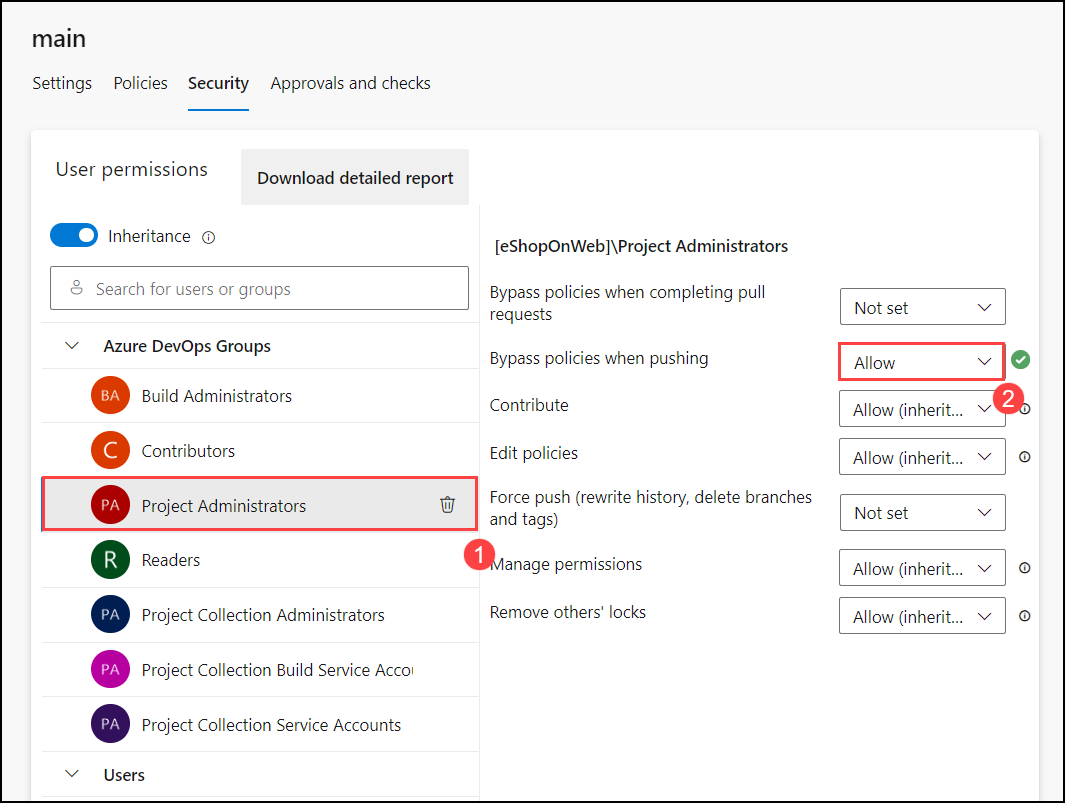 main
Settings Policies Security Approvals and checks
User permissions
Download detailed report
Inheritance
Search for users or groups
Azure DevOps Groups
BA Build Administrators
C Contributors
PA Project Administrators
R Readers
PA Project Collection Administrators
PA Project Collection Build Service Accou
PA Project Collection Service Accounts
Users
[eShopOnWeb]\Project Administrators
Bypass policies when completing pull
requests
Not set
Bypass policies when pushing
Allow
2
Contribute
Allow (inherit...
Edit policies
Allow (inherit...
Force push (rewrite history, delete branches
and tags)
Not set
1
Manage permissions
Allow (inherit...
Remove others' locks
Allow (inherit...